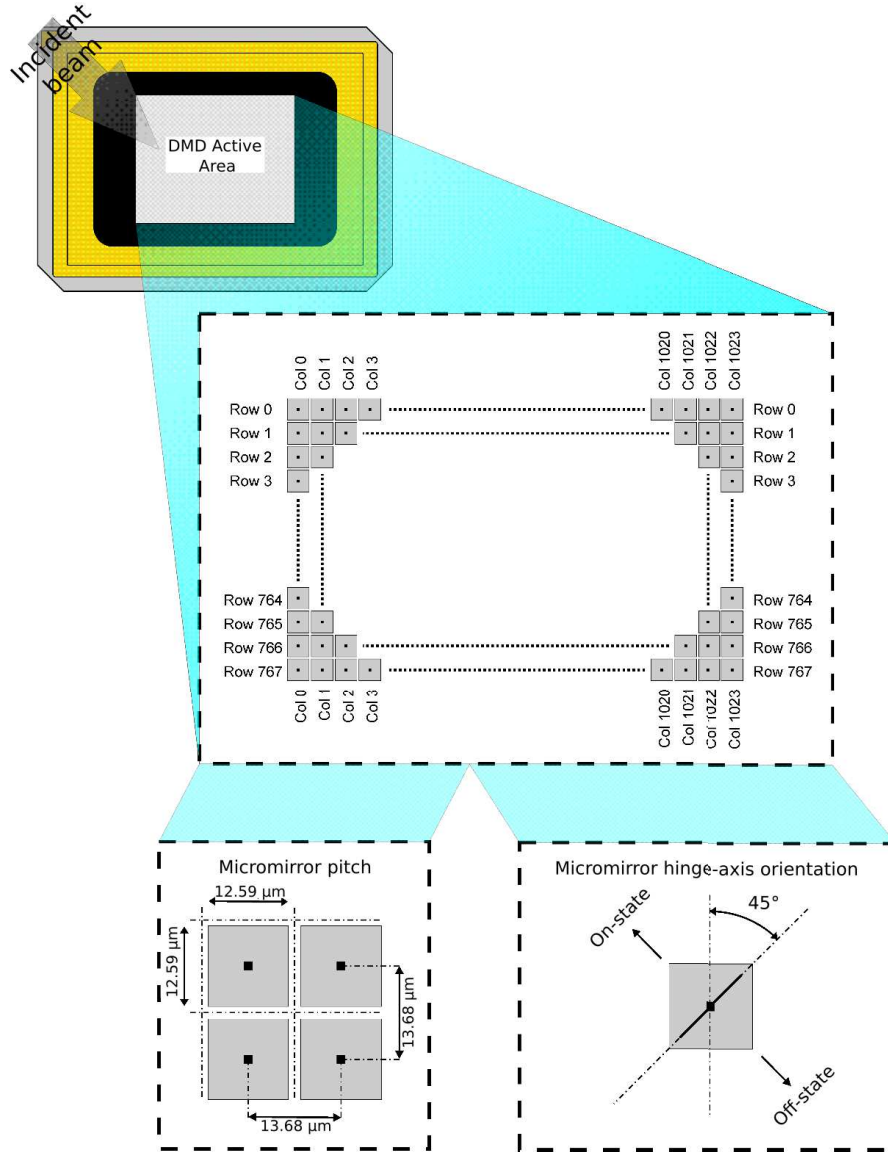 Incident
beam
DMD Active
Area
Col 0
Col 1
Col 2
Col 3
Col 1020
Col 1021
Col 1022
Col 1023
Row 0
Row 0
Row 1
Row 1
Row 2
Row 2
Row 3
Row 3
Row 764
Row 764
Row 765
Row 765
Row 766
Row 766
Row 767
Row 767
Col 0
Col 1
Col 2
Col 3
Col 1020
Col 1021
Col 1022
Col 1023
Micromirror pitch
12.59 µm
12.59 µm
13.68 µm
13.68 µm
Micromirror hinge-axis orientation
45°
On-state
Off-state